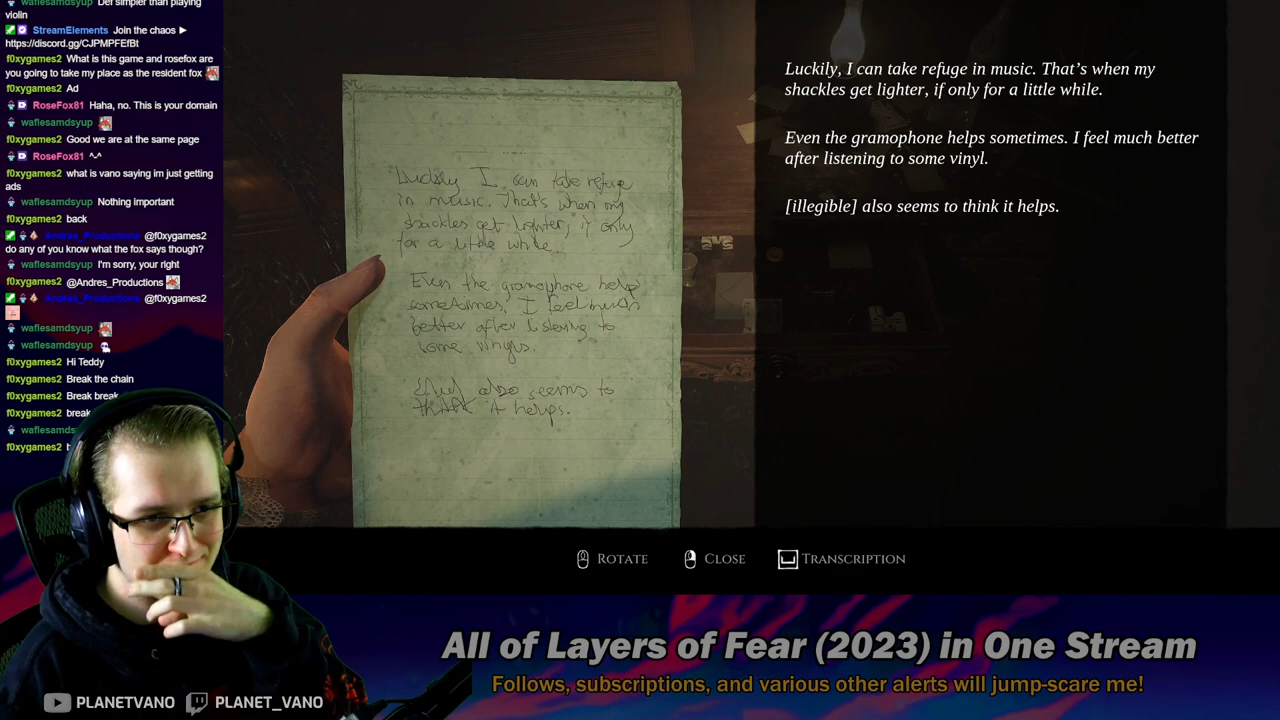 waflesamdsyup Def simpler than playing
violin
StreamElements Join the chaos ►
https://discord.gg/CJPMPFEfBt
f0xygames2 What is this game and rosefox are
you going to take my place as the resident fox
f0xygames2 Ad
RoseFox81 Haha, no. This is your domain
waflesamdsyup
f0xygames2 Good we are at the same page
RoseFox81 ^-^
f0xygames2 what is vano saying im just getting
ads
waflesamdsyup Nothing important
f0xygames2 back
Andres_Productions @f0xygames2
do any of you know what the fox says though?
waflesamdsyup I'm sorry, your right
f0xygames2 @Andres_Productions
Andres_Productions @f0xygames2
waflesamdsyup
waflesamdsyup
f0xygames2 Hi Teddy
f0xygames2 Break the chain
f0xygames2 Break break
f0xygames2 break
f0xygames2
Luckily I can take refuge
in music. That's when my
shackles get lighter, if only
for a little while.
Even the gramophone help
sometimes, I feel much
better after listening to
some
also seems to
think it helps.
Luckily, I can take refuge in music. That's when my
shackles get lighter, if only for a little while.
Even the gramophone helps sometimes. I feel much better
after listening to some vinyl.
[illegible] also seems to think it helps.
ROTATE
CLOSE
TRANSCRIPTION
All of Layers of Fear (2023) in One Stream
Follows, subscriptions, and various other alerts will jump-scare me!
PLANETVANO
PLANET_VANO